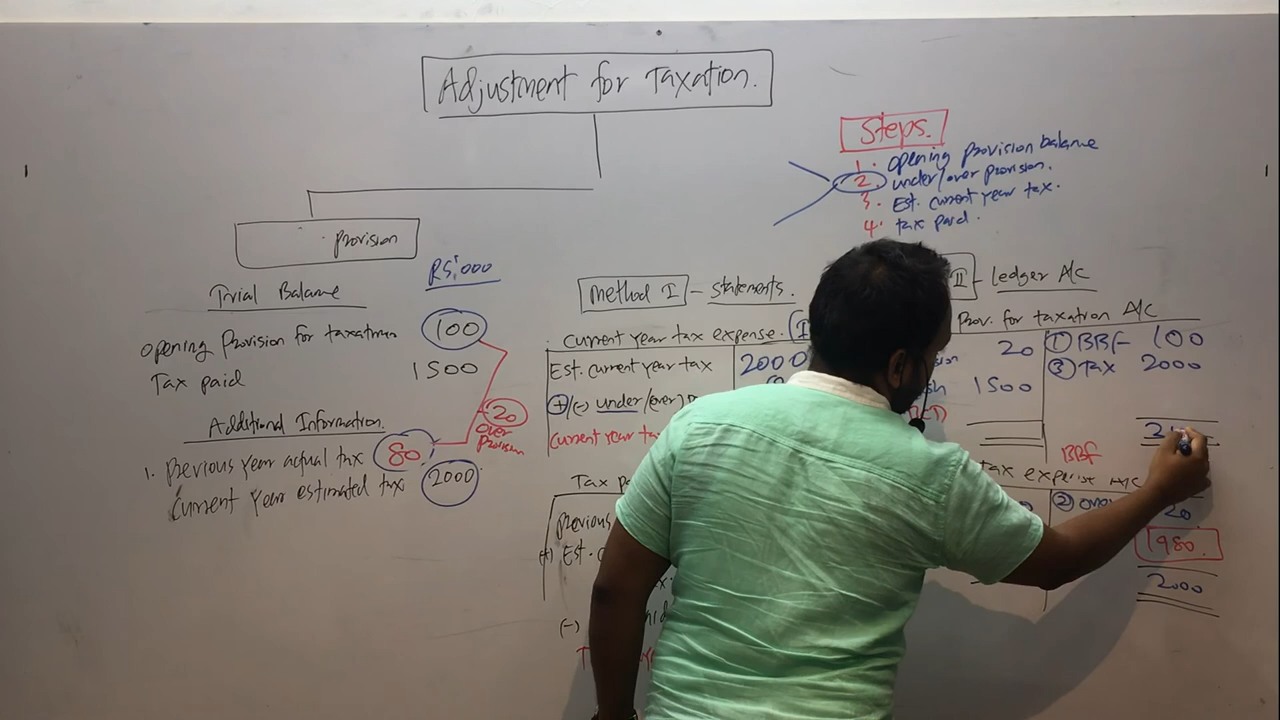 Adjustment for Taxation.
Steps.
1. opening provision balance
2. under/over provision.
3. Est. current year tax.
4. tax paid.
provision
Rs.'000
Trial Balance
opening provision for taxation 100
Tax paid 1500
20
over
provision
Additional Information.
1. previous year actual tax 80
current year estimated tax 2000
Method I - statements.
current year tax expense.
Est. current year tax 2000
(+)/(-) under/(over)
current year
Tax
previous
(+) Est.
(-)
II - ledger A/c
prov. for taxation A/c
20 1 BBF 100
1500 3 Tax 2000
BBF
tax expense A/c
2 over 20
1980.
2000